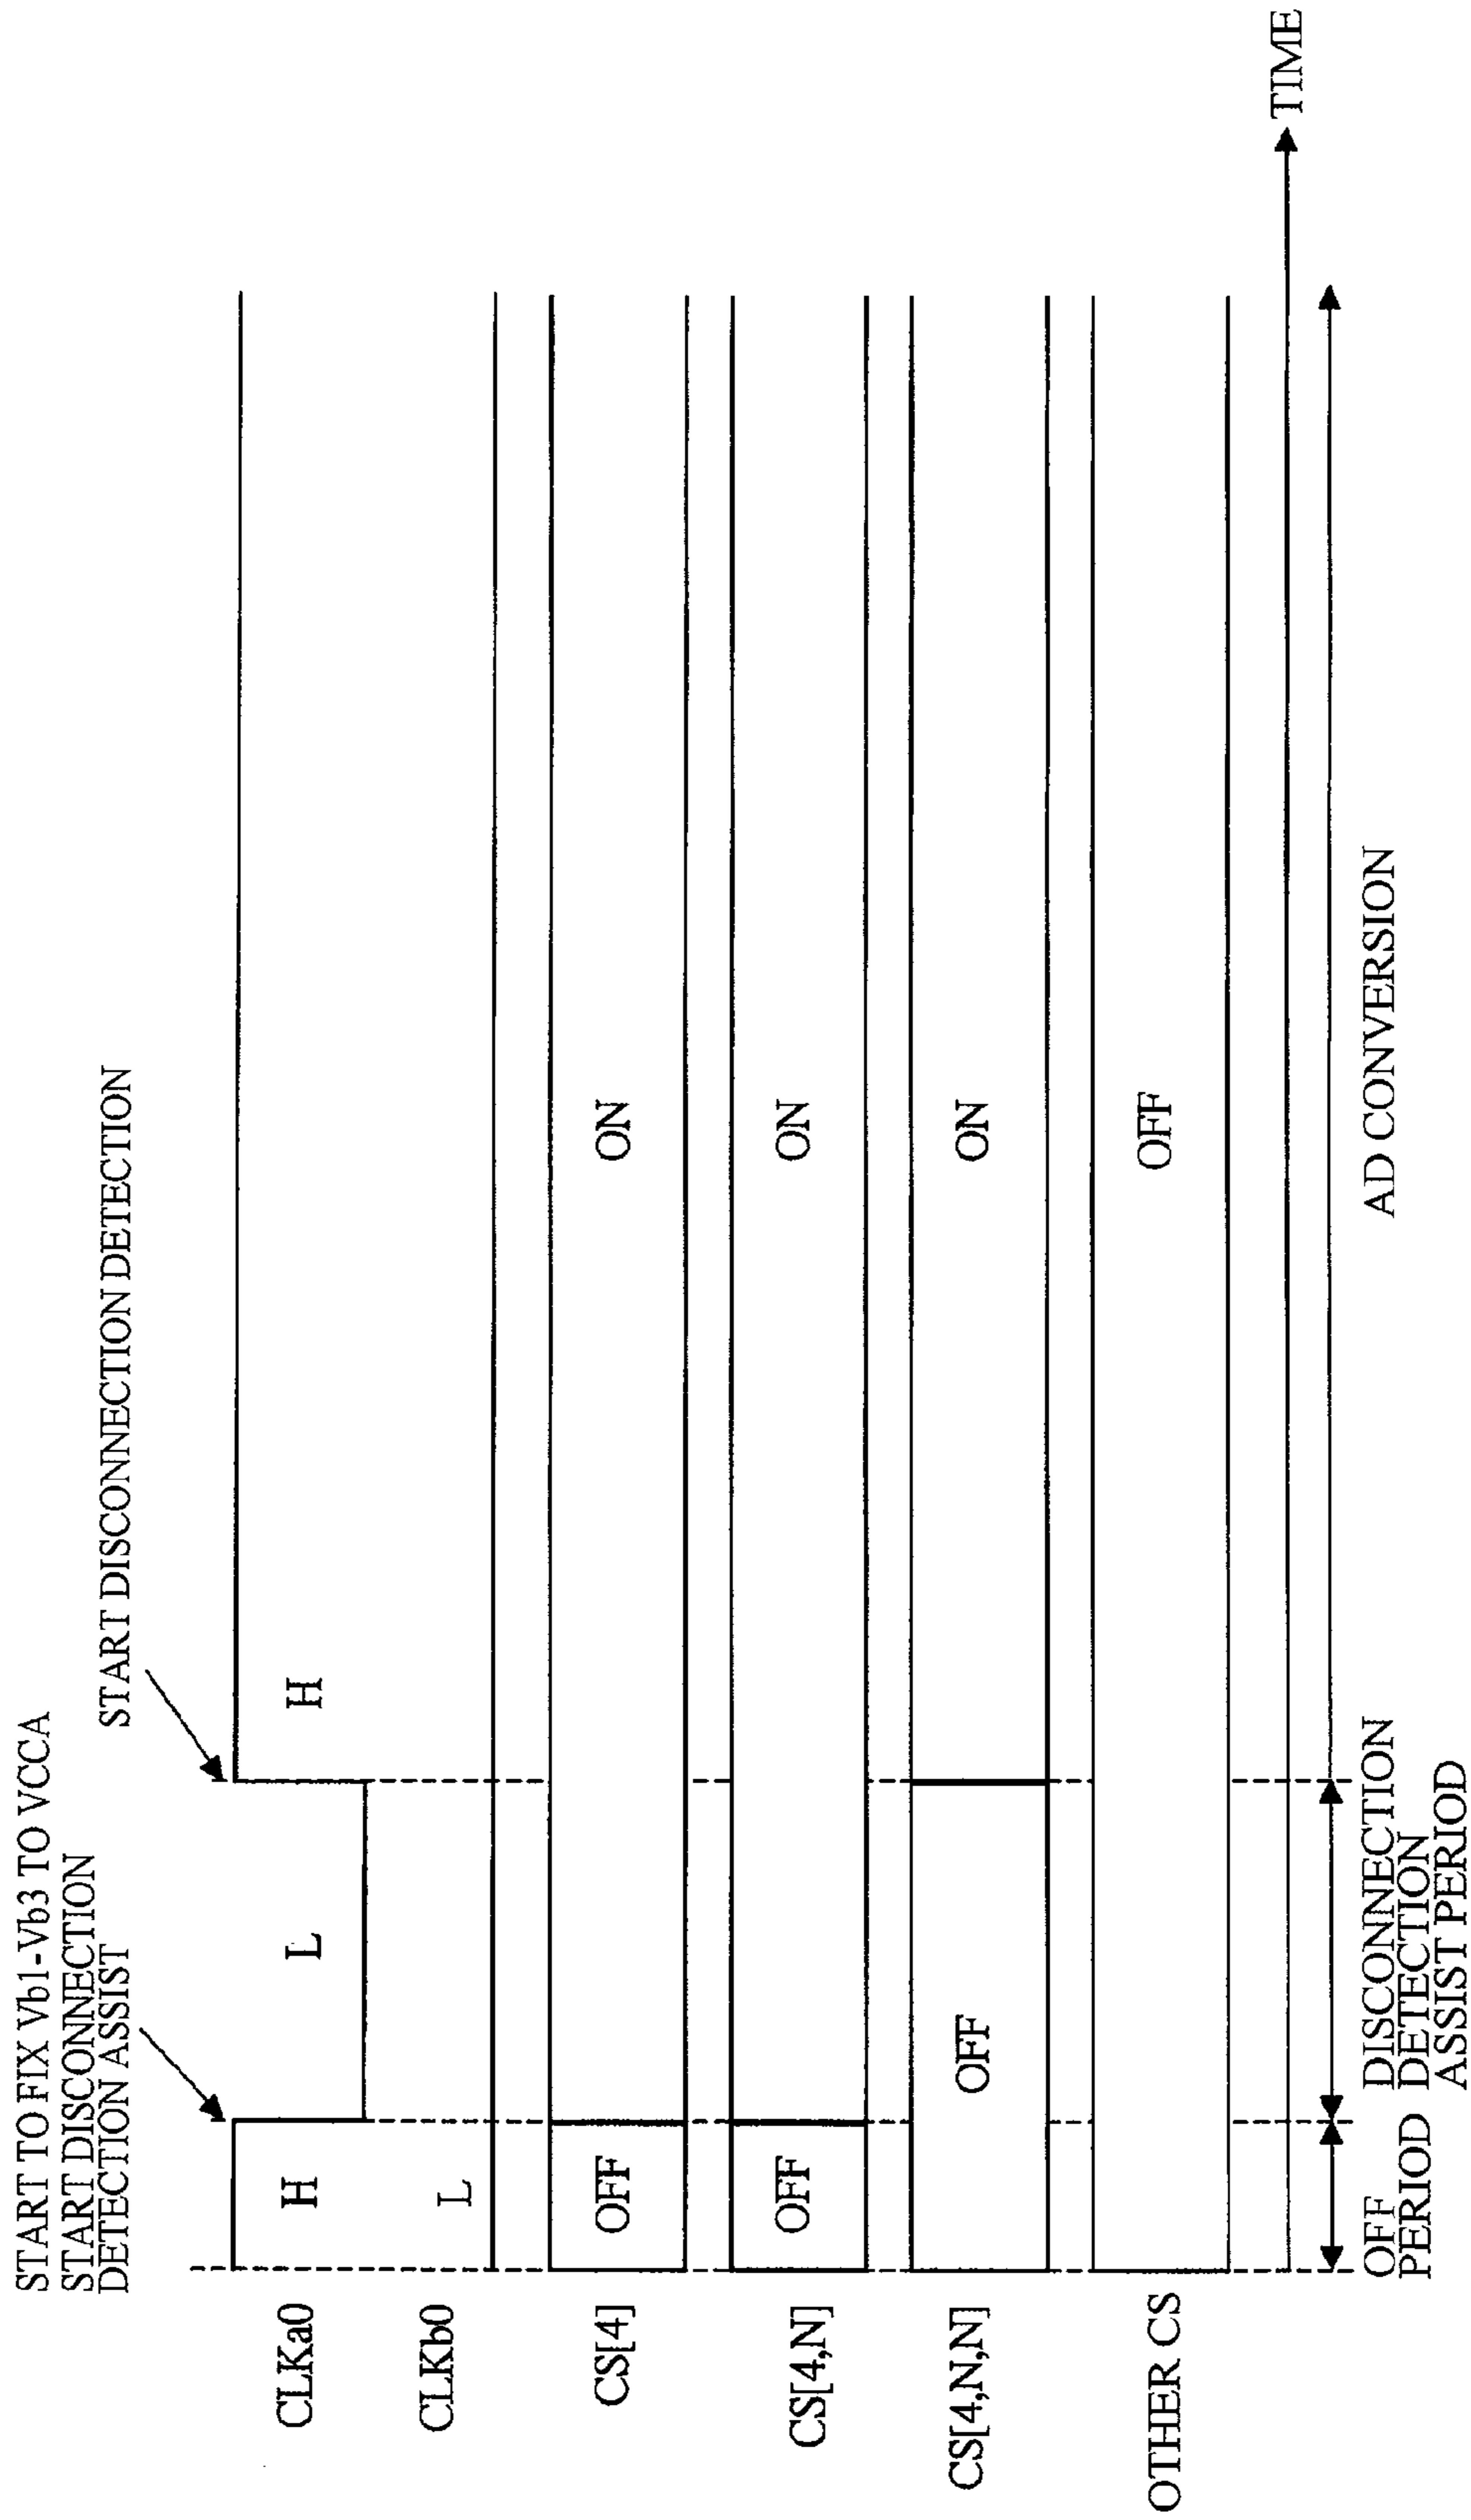 START TO FIX Vb1-Vb3 TO VCCA
START DISCONNECTION
DETECTION ASSIST
START DISCONNECTION DETECTION
CLKa0
H
L
H
CLKb0
L
CS[4]
OFF
ON
CS[4,N]
OFF
ON
CS[4,N,N]
OFF
ON
OTHER CS
OFF
TIME
OFF
PERIOD
DISCONNECTION
DETECTION
ASSIST PERIOD
AD CONVERSION